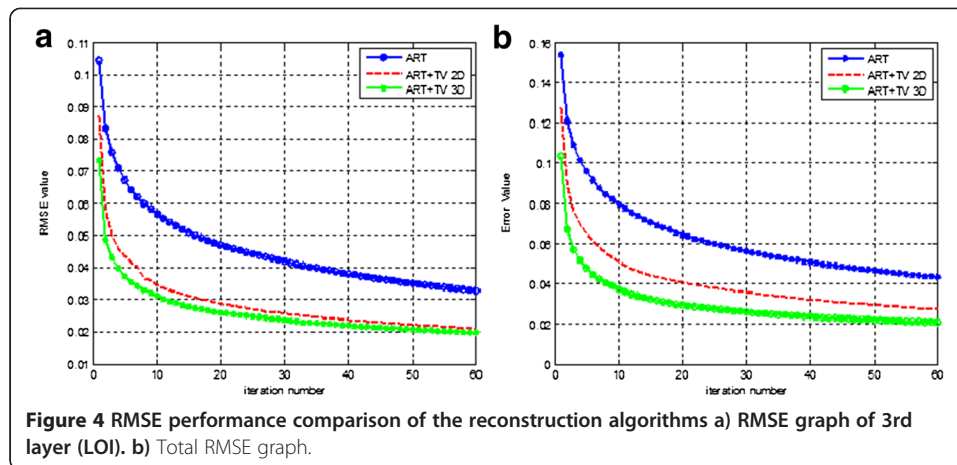 a
0.11
0.1
0.09
0.08
0.07
0.06
0.05
0.04
0.03
0.02
0.01
RMSE value
0 10 20 30 40 50 60
iteration number
ART
ART+TV 2D
ART+TV 3D
b
0.16
0.14
0.12
0.1
0.08
0.06
0.04
0.02
0
Error Value
0 10 20 30 40 50 60
iteration number
ART
ART+TV 2D
ART+TV 3D
Figure 4 RMSE performance comparison of the reconstruction algorithms a) RMSE graph of 3rd
layer (LOI). b) Total RMSE graph.